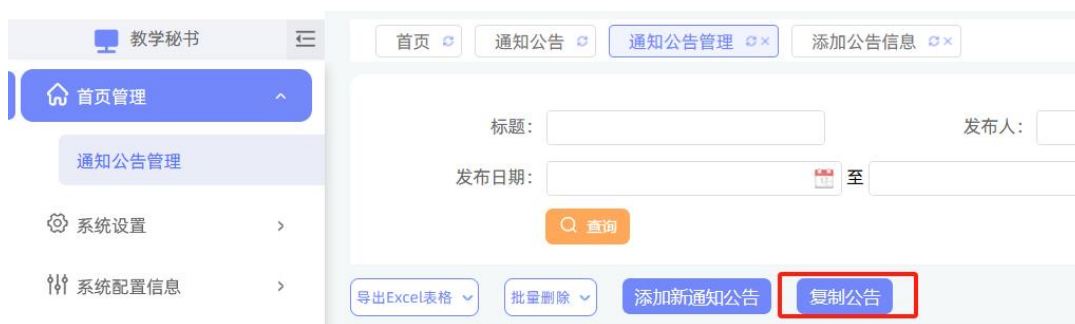 教学秘书
首页 通知公告 通知公告管理 添加公告信息
首页管理
通知公告管理
系统设置
系统配置信息
标题: 发布人:
发布日期: 至
查询
导出Excel表格 批量删除 添加新通知公告 复制公告